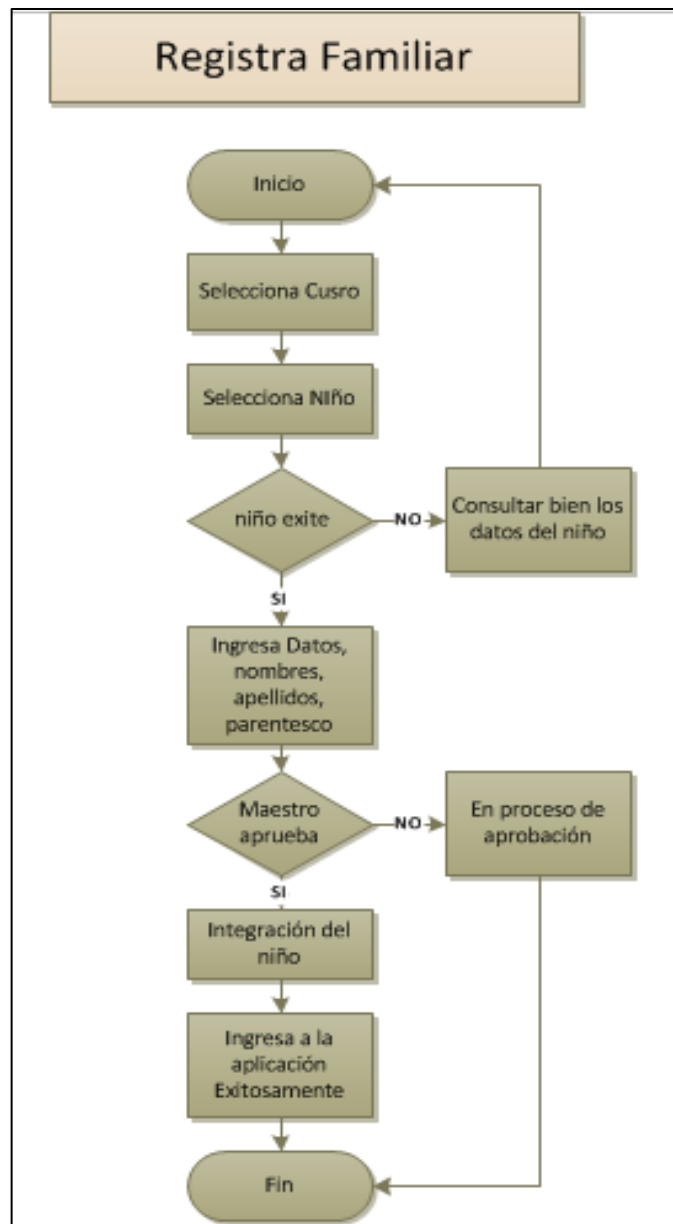 Registra Familiar
Inicio
Selecciona Cusro
Selecciona NIño
niño exite
NO
Consultar bien los
datos del niño
SI
Ingresa Datos,
nombres,
apellidos,
parentesco
Maestro
aprueba
NO
En proceso de
aprobación
SI
Integración del
niño
Ingresa a la
aplicación
Exitosamente
Fin